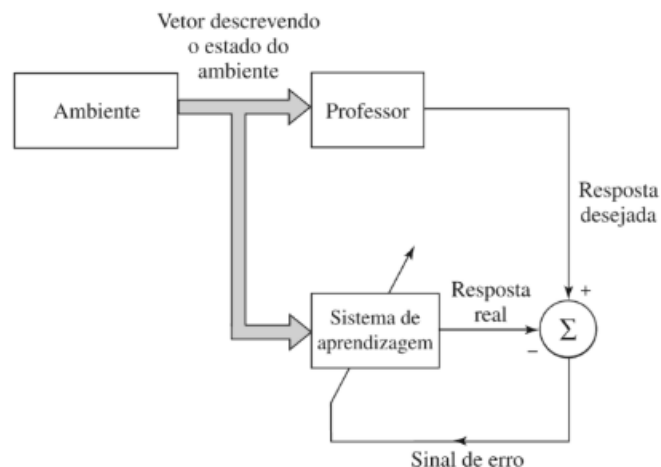 Vetor descrevendo
o estado do
ambiente
Ambiente
Professor
Resposta
desejada
+
Sistema de
aprendizagem
Resposta
real
Σ
−
Sinal de erro